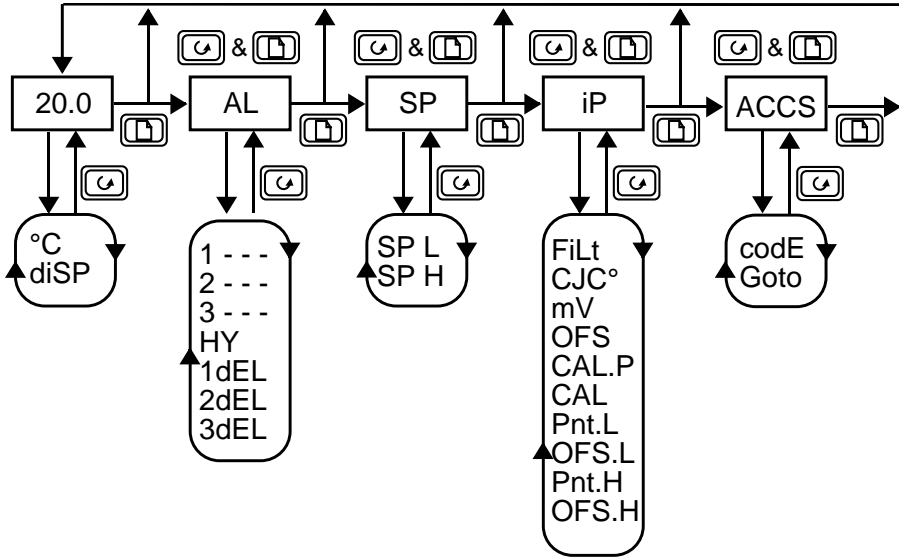 & & & &
20.0 AL SP iP ACCS
°C
diSP
1 - - -
2 - - -
3 - - -
HY
1dEL
2dEL
3dEL
SP L
SP H
FiLt
CJC°
mV
OFS
CAL.P
CAL
Pnt.L
OFS.L
Pnt.H
OFS.H
codE
Goto